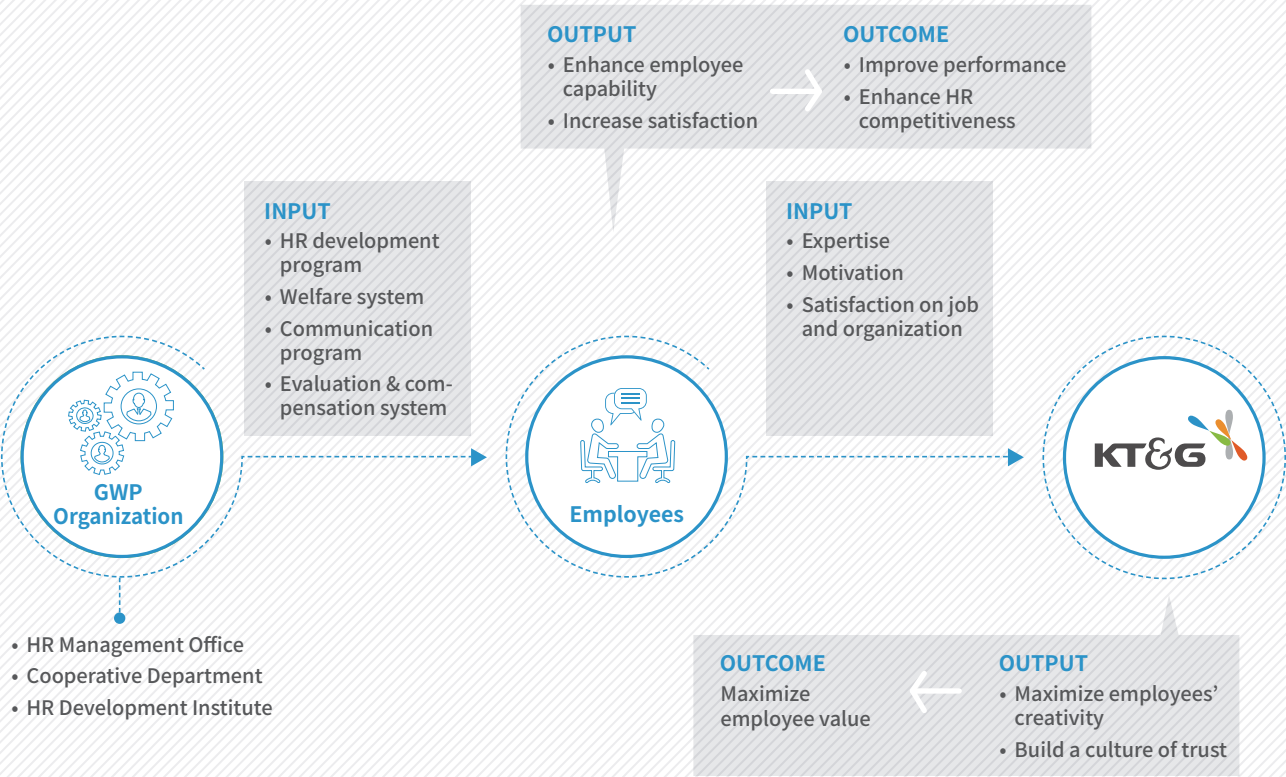 OUTPUT
• Enhance employee
capability
• Increase satisfaction
OUTCOME
• Improve performance
• Enhance HR
competitiveness
INPUT
• HR development
program
• Welfare system
• Communication
program
• Evaluation & com-
pensation system
INPUT
• Expertise
• Motivation
• Satisfaction on job
and organization
GWP
Organization
Employees
KT&G
• HR Management Office
• Cooperative Department
• HR Development Institute
OUTCOME
Maximize
employee value
OUTPUT
• Maximize employees’
creativity
• Build a culture of trust